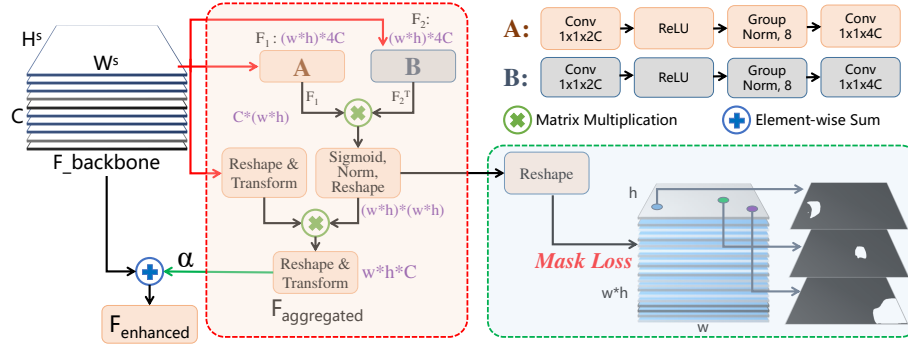 Hˢ
Wˢ
C
F_backbone
F₁: (w*h)*4C
F₂:
(w*h)*4C
A
B
F₁
F₂ᵀ
C*(w*h)
Reshape &
Transform
Sigmoid,
Norm,
Reshape
(w*h)*(w*h)
Reshape &
Transform
w*h*C
F_aggregated
α
F_enhanced
A:
Conv
1x1x2C
ReLU
Group
Norm, 8
Conv
1x1x4C
B:
Conv
1x1x2C
ReLU
Group
Norm, 8
Conv
1x1x4C
Matrix Multiplication
Element-wise Sum
Reshape
h
Mask Loss
w*h
w